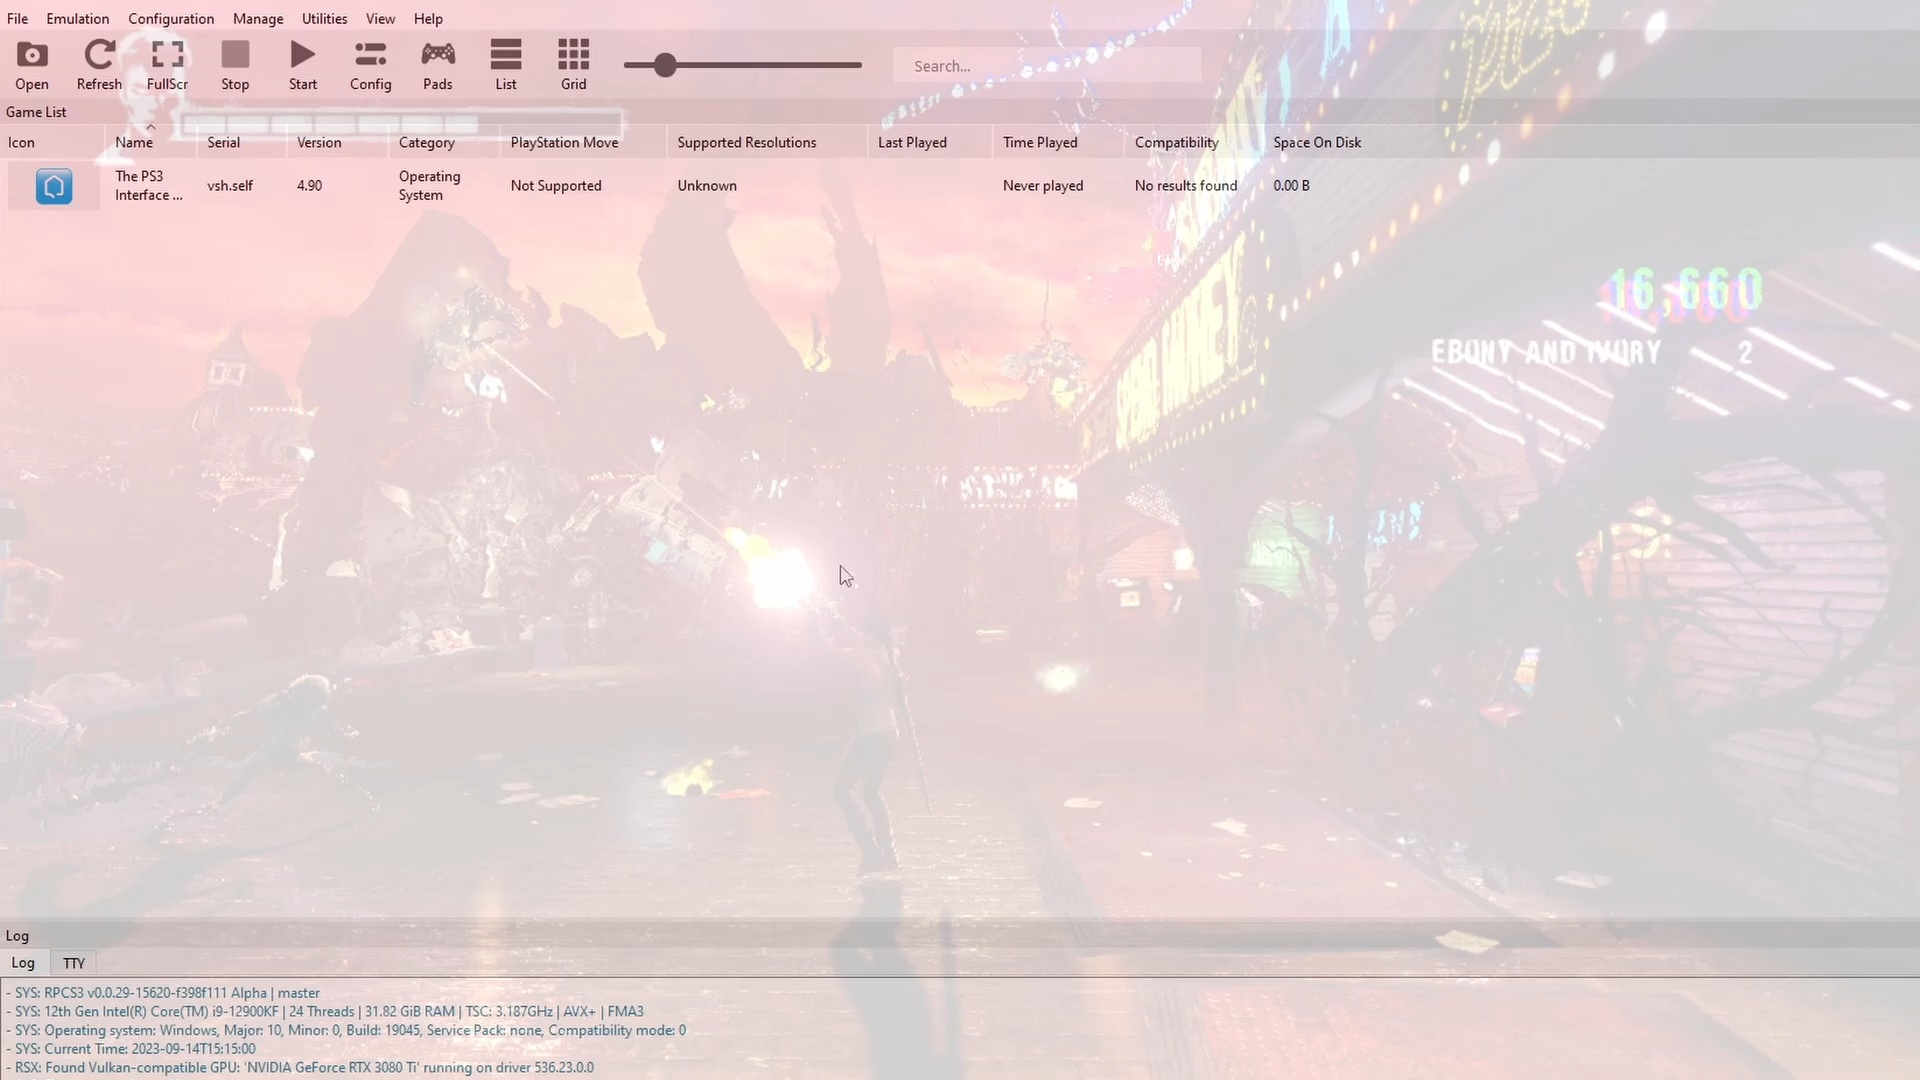 File Emulation Configuration Manage Utilities View Help
Open Refresh FullScr Stop Start Config Pads List Grid Search...
Game List
Icon Name Serial Version Category PlayStation Move Supported Resolutions Last Played Time Played Compatibility Space On Disk
The PS3 Interface ... vsh.self 4.90 Operating System Not Supported Unknown Never played No results found 0.00 B
16,660
EBONY AND IVORY 2
Log
Log TTY
- SYS: RPCS3 v0.0.29-15620-f398f111 Alpha | master
- SYS: 12th Gen Intel(R) Core(TM) i9-12900KF | 24 Threads | 31.82 GiB RAM | TSC: 3.187GHz | AVX+ | FMA3
- SYS: Operating system: Windows, Major: 10, Minor: 0, Build: 19045, Service Pack: none, Compatibility mode: 0
- SYS: Current Time: 2023-09-14T15:15:00
- RSX: Found Vulkan-compatible GPU: 'NVIDIA GeForce RTX 3080 Ti' running on driver 536.23.0.0